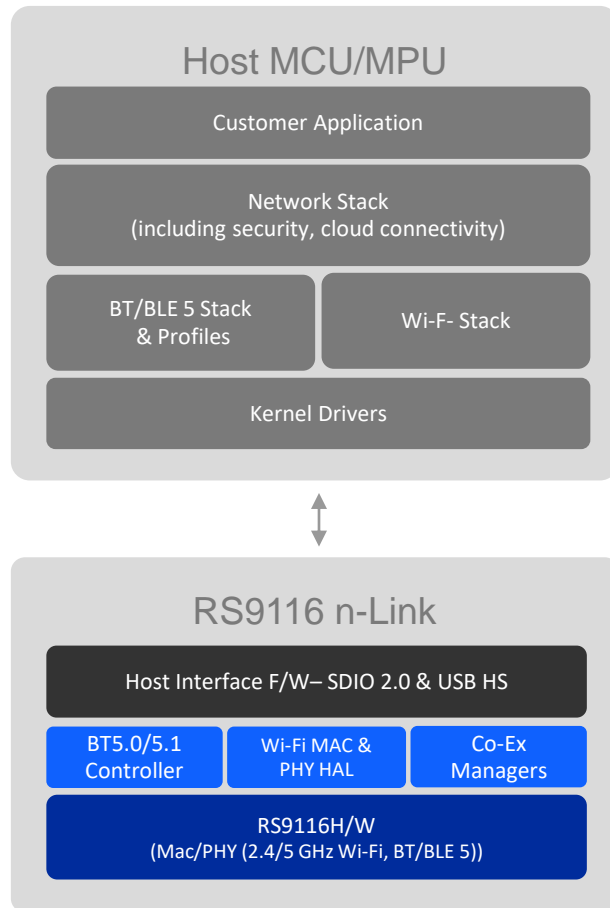 Host MCU/MPU
Customer Application
Network Stack
(including security, cloud connectivity)
BT/BLE 5 Stack
& Profiles
Wi-F- Stack
Kernel Drivers
RS9116 n-Link
Host Interface F/W– SDIO 2.0 & USB HS
BT5.0/5.1
Controller
Wi-Fi MAC &
PHY HAL
Co-Ex
Managers
RS9116H/W
(Mac/PHY (2.4/5 GHz Wi-Fi, BT/BLE 5))